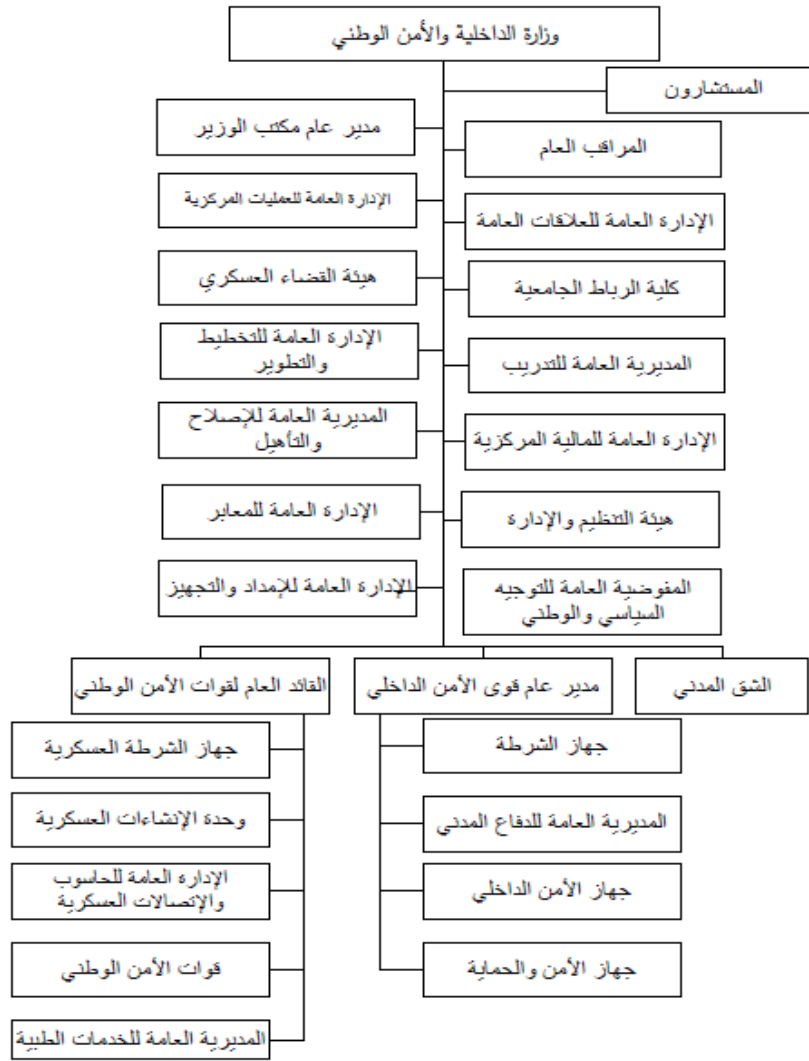 وزارة الداخلية والأمن الوطني
المستشارون
مدير عام مكتب الوزير
المراقب العام
الإدارة العامة للعمليات المركزية
الإدارة العامة للعلاقات العامة
هيئة القضاء العسكري
كلية الرباط الجامعية
الإدارة العامة للتخطيط
والتطوير
المديرية العامة للتدريب
المديرية العامة للإصلاح
والتأهيل
الإدارة العامة للمالية المركزية
الإدارة العامة للمعابر
هيئة التنظيم والإدارة
الإدارة العامة للإمداد والتجهيز
المفوضية العامة للتوجيه
السياسي والوطني
الشق المدني
مدير عام قوى الأمن الداخلي
القائد العام لقوات الأمن الوطني
جهاز الشرطة
المديرية العامة للدفاع المدني
جهاز الأمن الداخلي
جهاز الأمن والحماية
جهاز الشرطة العسكرية
وحدة الإنشاءات العسكرية
الإدارة العامة للحاسوب
والإتصالات العسكرية
قوات الأمن الوطني
المديرية العامة للخدمات الطبية